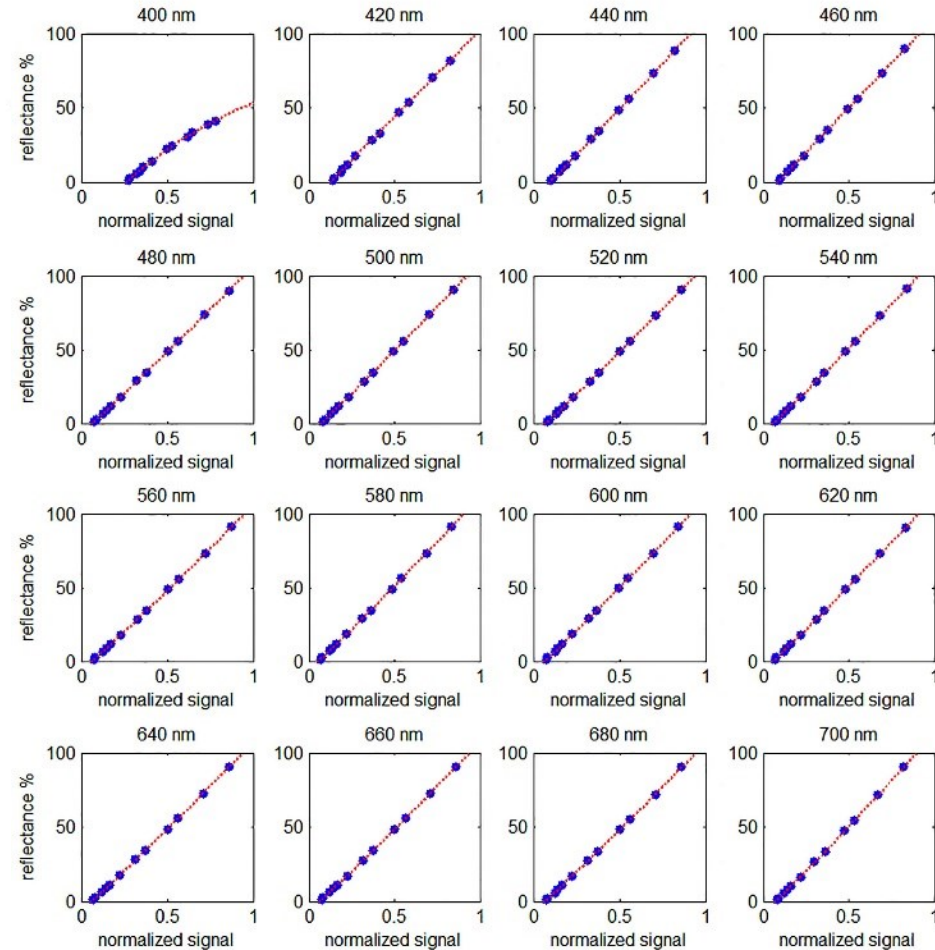 400 nm 420 nm 440 nm 460 nm
100 100 100 100
reflectance %
50 50 50 50
0 0 0 0
0 0.5 1 0 0.5 1 0 0.5 1 0 0.5 1
normalized signal normalized signal normalized signal normalized signal
480 nm 500 nm 520 nm 540 nm
100 100 100 100
reflectance %
50 50 50 50
0 0 0 0
0 0.5 1 0 0.5 1 0 0.5 1 0 0.5 1
normalized signal normalized signal normalized signal normalized signal
560 nm 580 nm 600 nm 620 nm
100 100 100 100
reflectance %
50 50 50 50
0 0 0 0
0 0.5 1 0 0.5 1 0 0.5 1 0 0.5 1
normalized signal normalized signal normalized signal normalized signal
640 nm 660 nm 680 nm 700 nm
100 100 100 100
reflectance %
50 50 50 50
0 0 0 0
0 0.5 1 0 0.5 1 0 0.5 1 0 0.5 1
normalized signal normalized signal normalized signal normalized signal